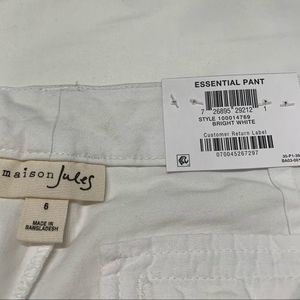 ESSENTIAL PANT
7 26895 29212 1
STYLE 100014769
BRIGHT WHITE
Customer Return Label
070045267297
maison Jules
6
MADE IN
BANGLADESH